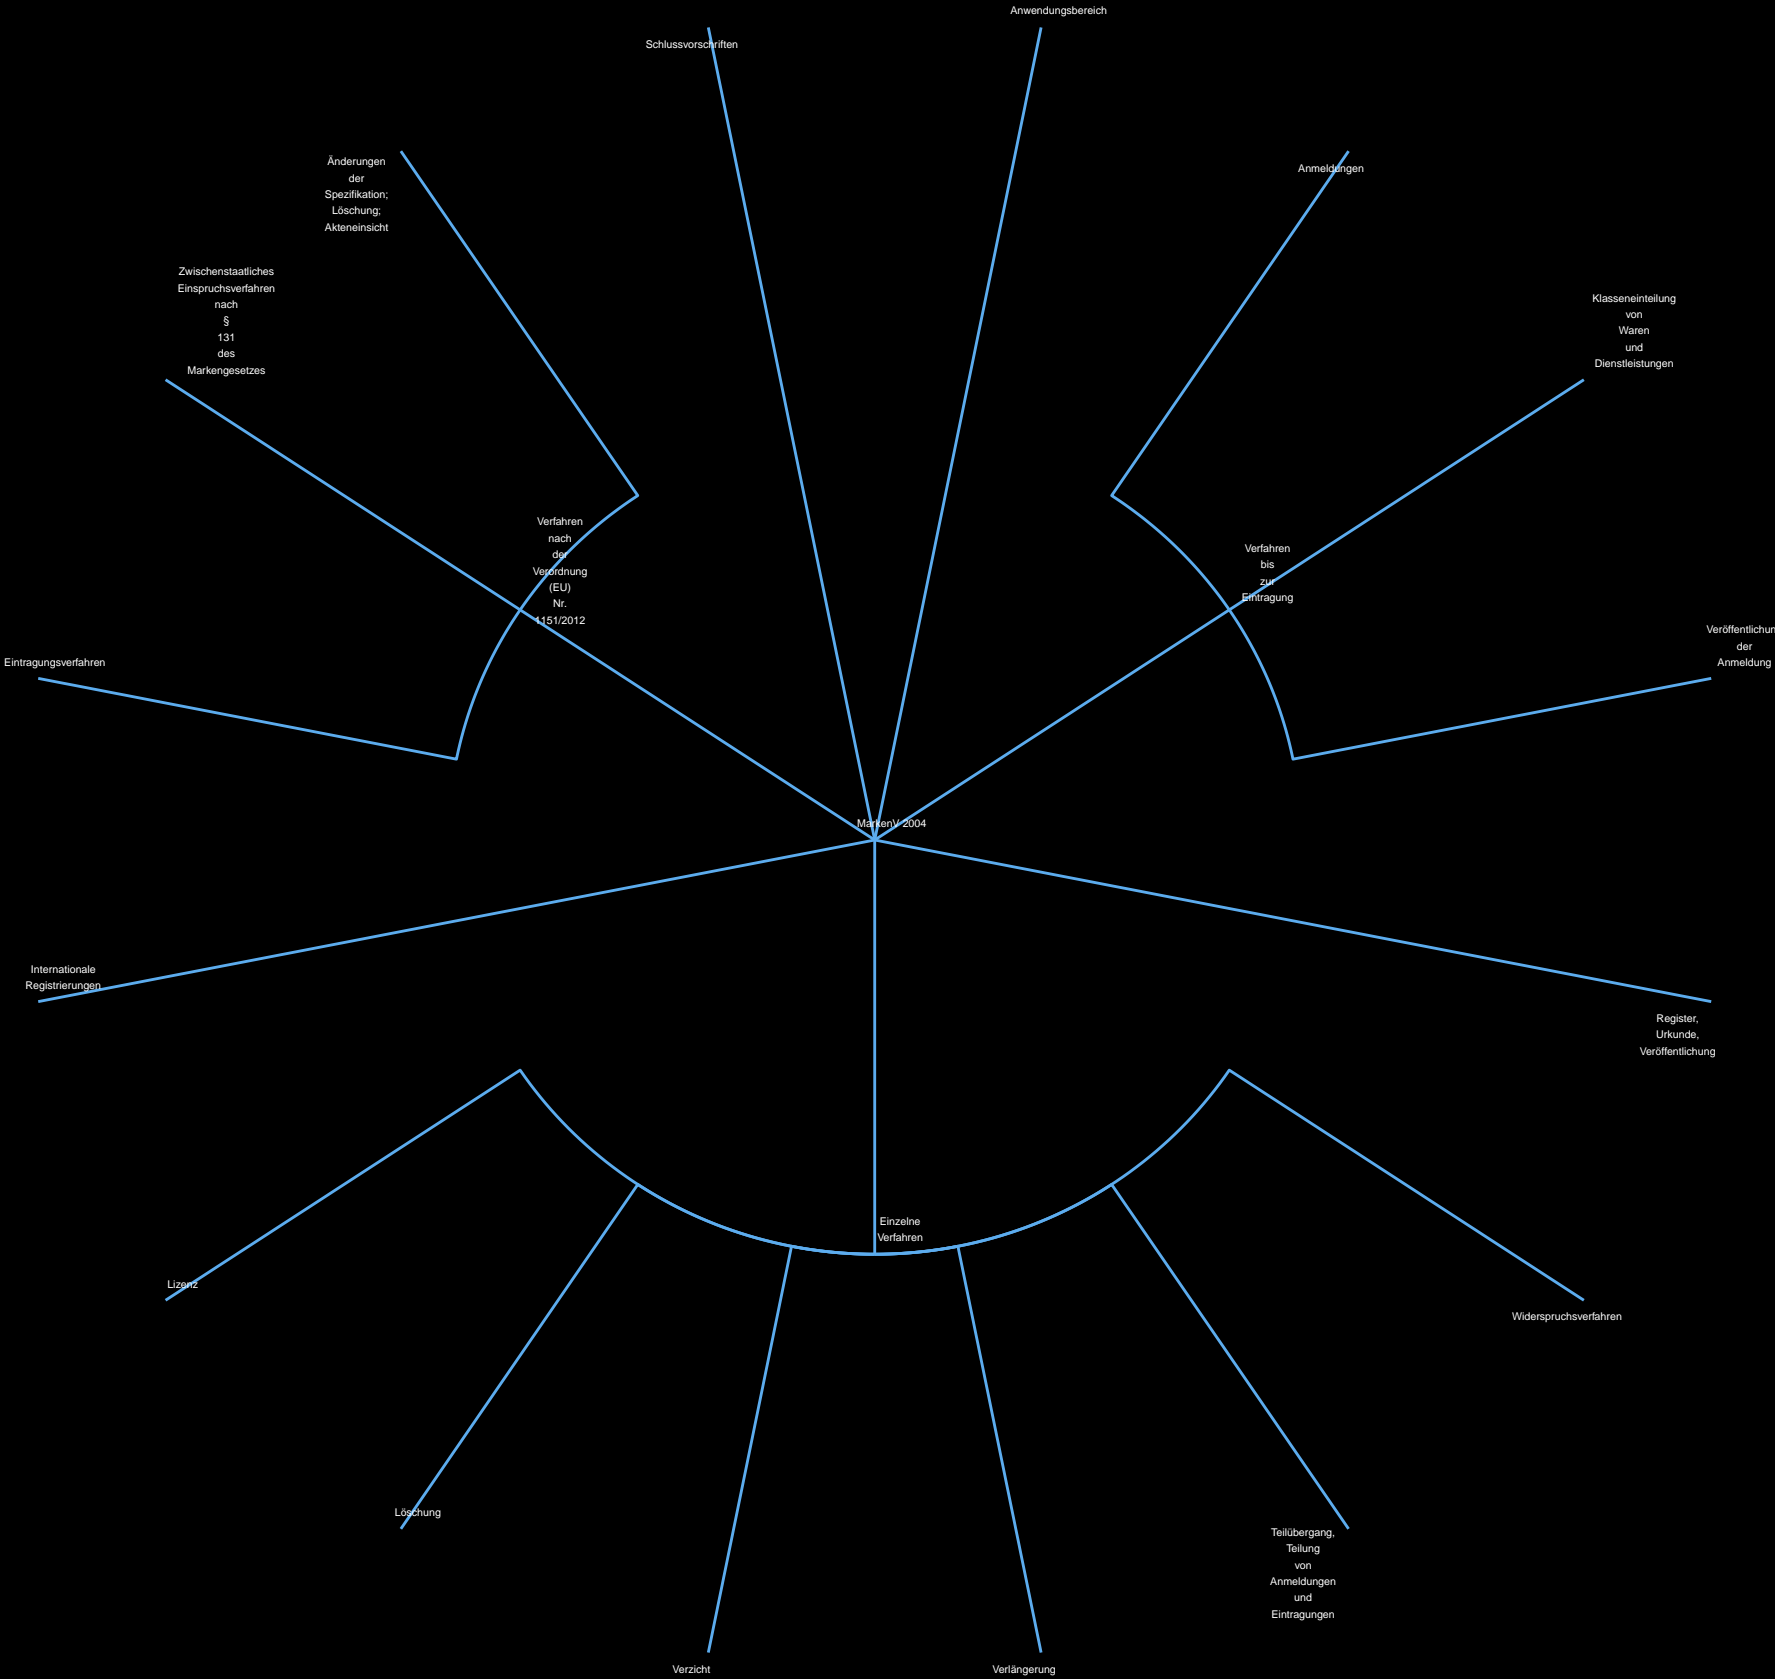 Anwendungsbereich
Schlussvorschriften
Änderungen
der
Spezifikation;
Löschung;
Akteneinsicht
Anmeldungen
Zwischenstaatliches
Einspruchsverfahren
nach
§
131
des
Markengesetzes
Klasseneinteilung
von
Waren
und
Dienstleistungen
Verfahren
nach
der
Verordnung
(EU)
Nr.
1151/2012
Verfahren
bis
zur
Eintragung
Veröffentlichun
der
Anmeldung
Eintragungsverfahren
MarkenV 2004
Internationale
Registrierungen
Register,
Urkunde,
Veröffentlichung
Einzelne
Verfahren
Lizenz
Widerspruchsverfahren
Löschung
Teilübergang,
Teilung
von
Anmeldungen
und
Eintragungen
Verzicht
Verlängerung